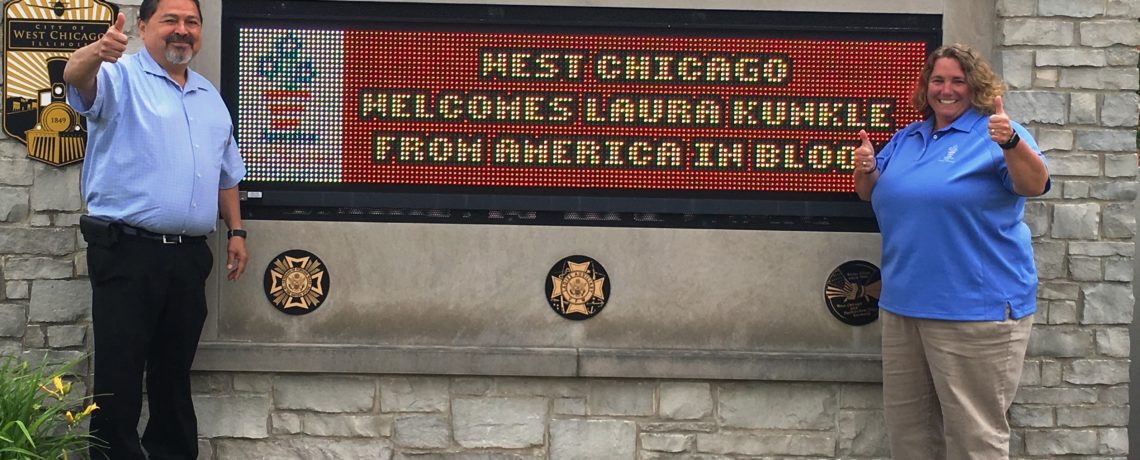 CITY OF
WEST CHICAGO
ILLINOIS
1849
WEST CHICAGO
WELCOMES LAURA KUNKLE
FROM AMERICA IN BLOO